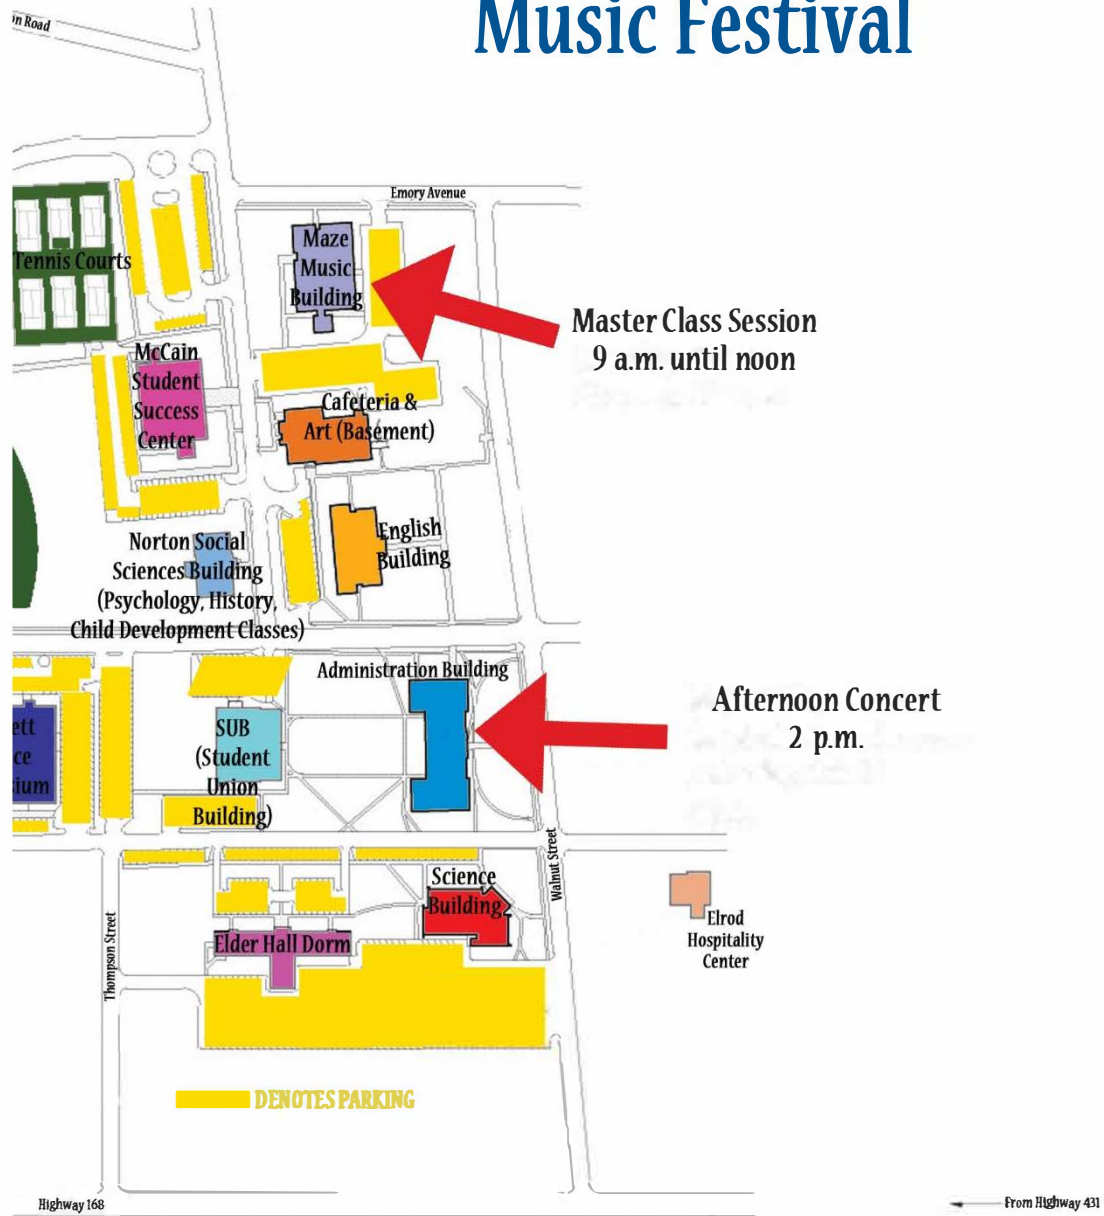 Music Festival
n Road
Emory Avenue
Maze
Music
Building
Tennis Courts
Master Class Session
9 a.m. until noon
McCain
Student
Success
Center
Cafeteria &
Art (Basement)
English
Building
Norton Social
Sciences Building
(Psychology, History,
Child Development Classes)
Administration Building
Afternoon Concert
2 p.m.
ett
ce
ium
SUB
(Student
Union
Building)
Walnut Street
Science
Building
Elrod
Hospitality
Center
Thompson Street
Elder Hall Dorm
DENOTES PARKING
Highway 168
From Highway 431